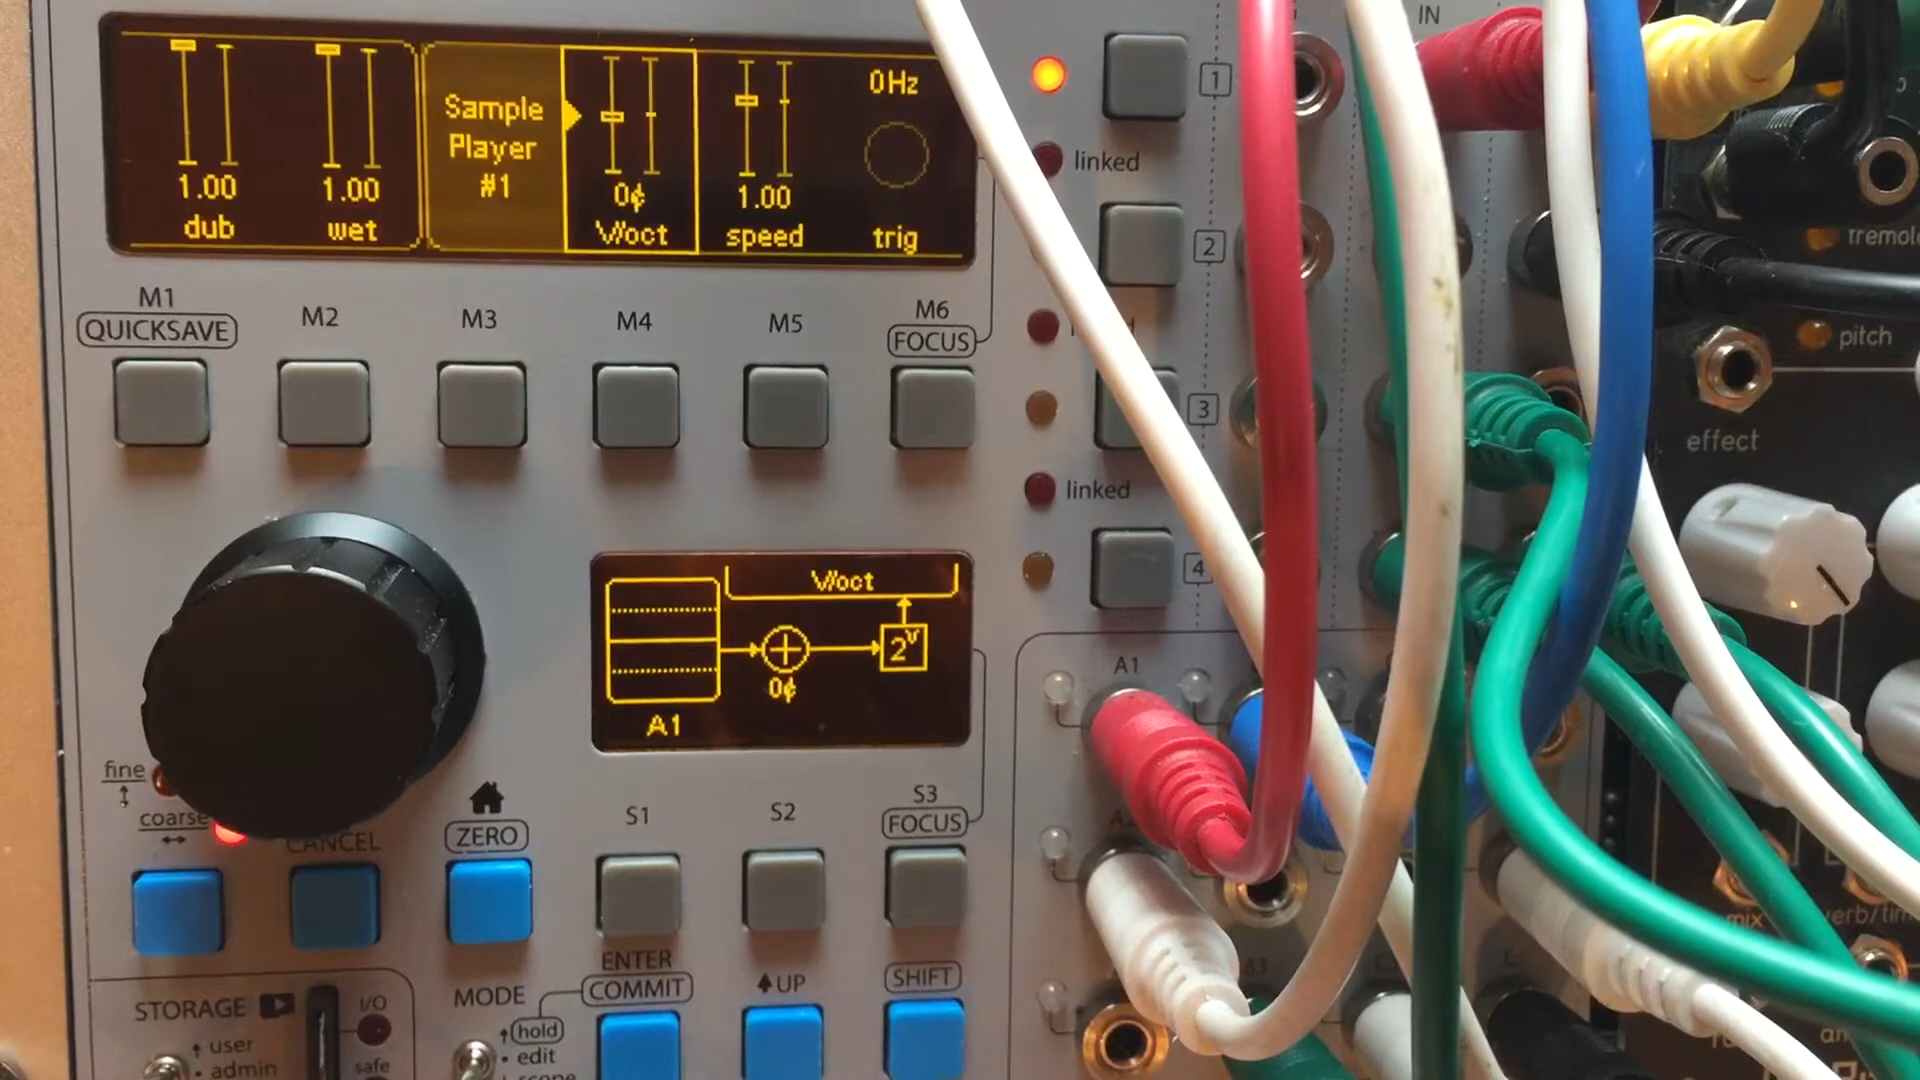 1.00
dub
1.00
wet
Sample
Player
#1
0¢
V/oct
1.00
speed
0Hz
trig
M1
QUICKSAVE
M2
M3
M4
M5
M6
FOCUS
IN
1
linked
2
3
linked
4
tremolo
pitch
effect
V/oct
2ᵛ
0¢
A1
fine
coarse
CANCEL
ZERO
S1
S2
S3
FOCUS
A1
ENTER
COMMIT
UP
SHIFT
STORAGE
I/O
user
admin
safe
MODE
hold
edit
scope
mix